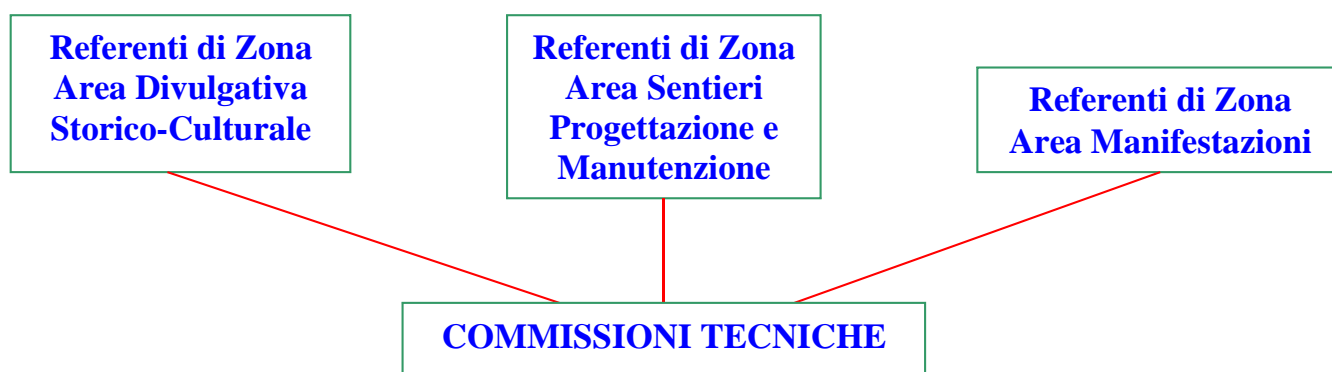 Referenti di Zona
Area Divulgativa
Storico-Culturale
Referenti di Zona
Area Sentieri
Progettazione e
Manutenzione
Referenti di Zona
Area Manifestazioni
COMMISSIONI TECNICHE